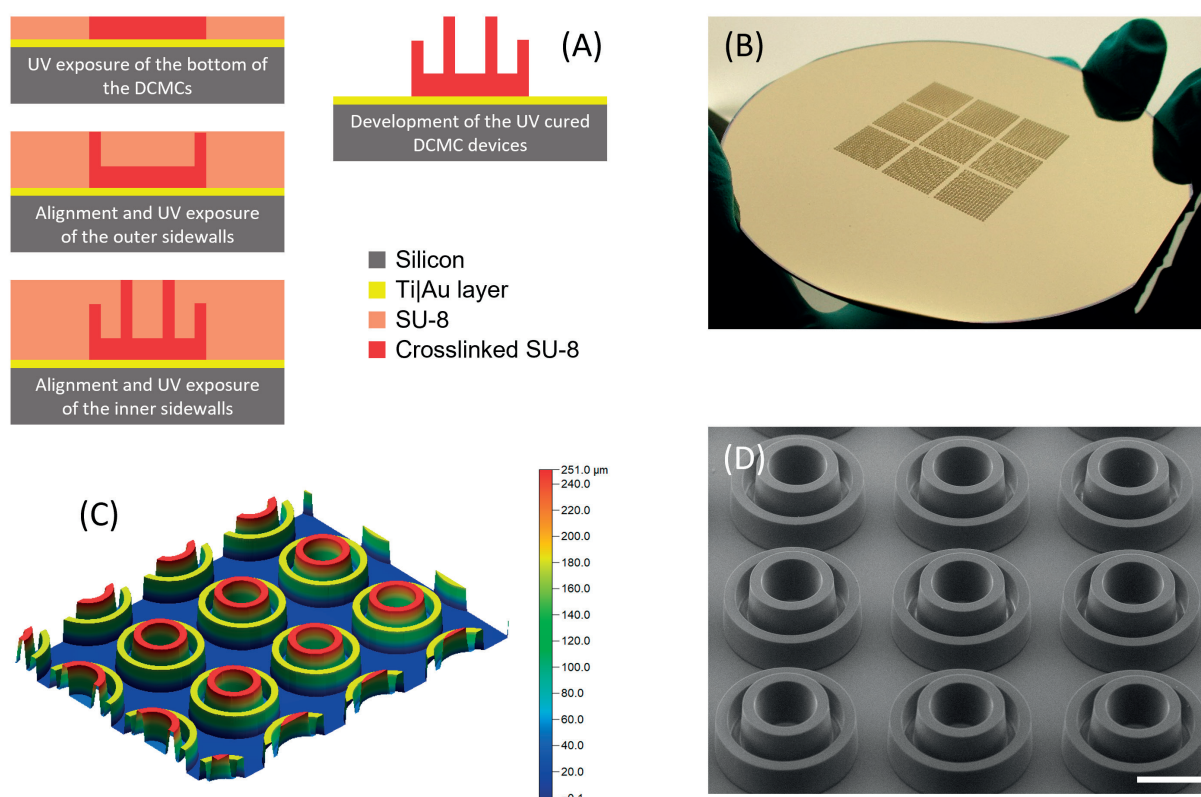 UV exposure of the bottom of
the DCMCs
Alignment and UV exposure
of the outer sidewalls
Alignment and UV exposure
of the inner sidewalls
(A)
Development of the UV cured
DCMC devices
Silicon
Ti|Au layer
SU-8
Crosslinked SU-8
(B)
(C)
251.0 µm
240.0
220.0
200.0
180.0
160.0
140.0
120.0
100.0
80.0
60.0
40.0
20.0
(D)